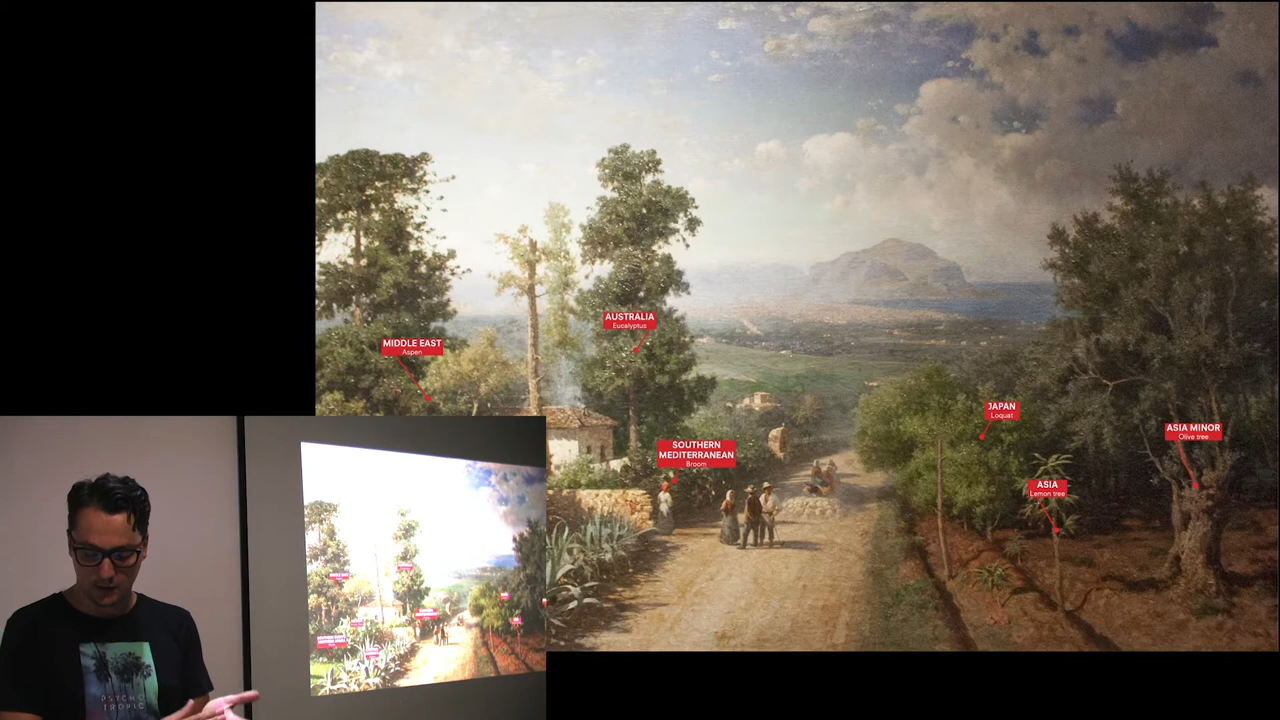 AUSTRALIA
Eucalyptus
MIDDLE EAST
Aspen
JAPAN
Loquat
ASIA MINOR
Olive tree
SOUTHERN
MEDITERRANEAN
Broom
ASIA
Lemon tree
PSYCHO
TROPIC